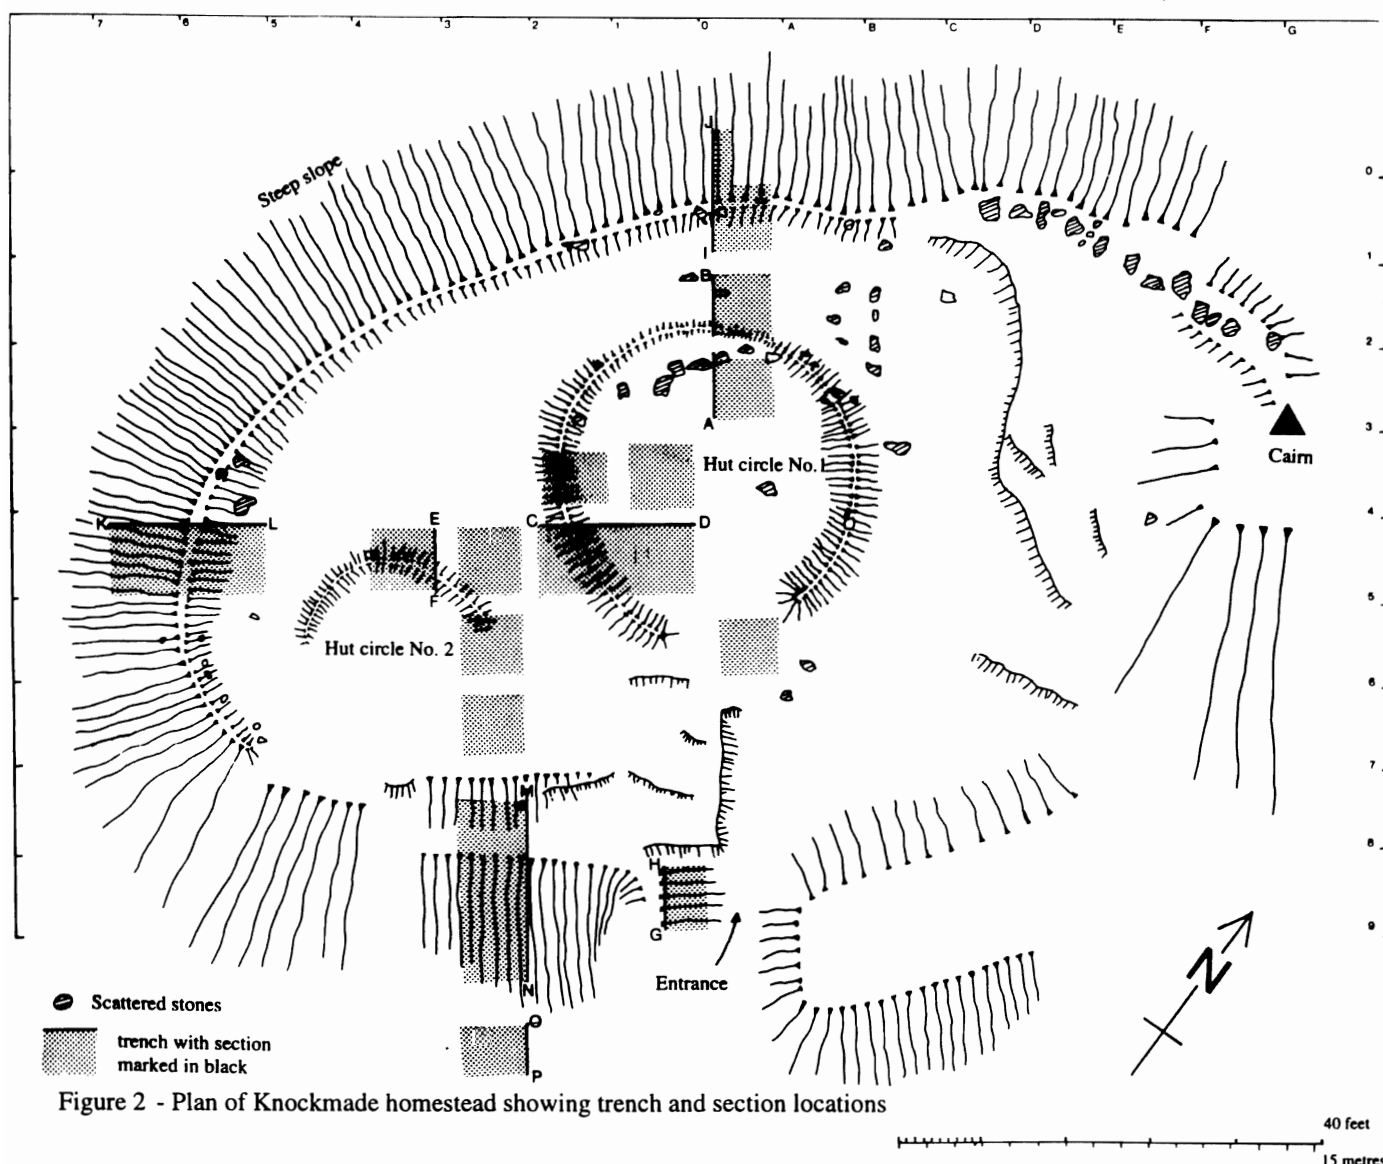 7 6 5 4 3 2 1 0 A B C D E F G
J
0
Steep slope
1
I
B
2
A
3
Hut circle No. 1
Cairn
K L E C D
4
F
5
Hut circle No. 2
6
7
M
8
H
9
G
Entrance
N
N
Scattered stones
O
trench with section
marked in black
P
Figure 2 - Plan of Knockmade homestead showing trench and section locations
40 feet
15 metres